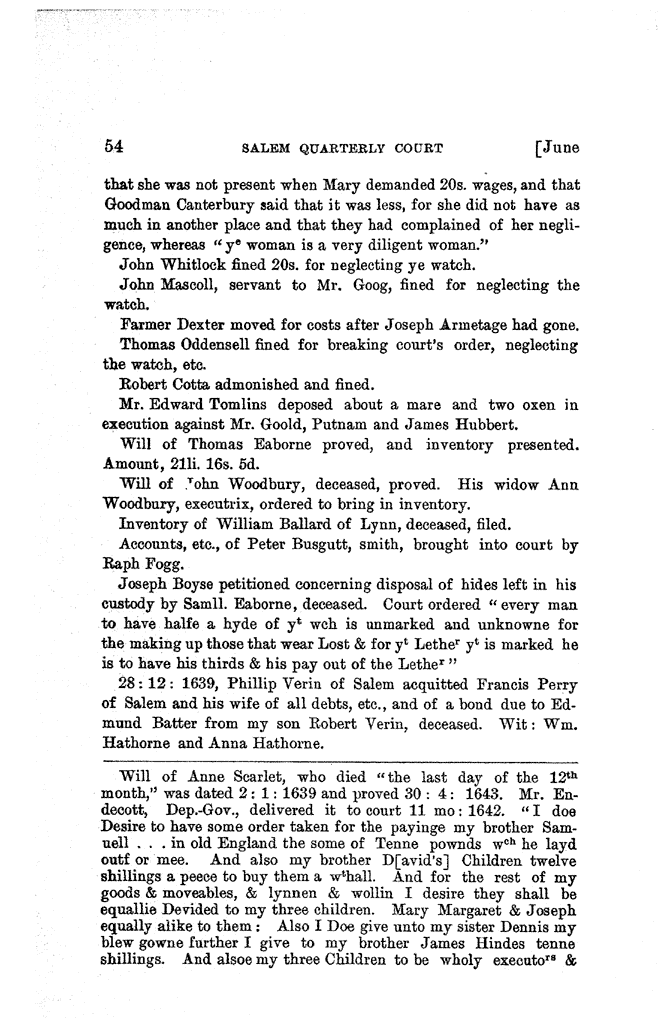 54 SALEM QUARTERLY COURT [June
that she was not present when Mary demanded 20s. wages, and that
Goodman Canterbury said that it was less, for she did not have as
much in another place and that they had complained of her negli-
gence, whereas “yᵉ woman is a very diligent woman.”
John Whitlock fined 20s. for neglecting ye watch.
John Mascoll, servant to Mr. Goog, fined for neglecting the
watch.
Farmer Dexter moved for costs after Joseph Armetage had gone.
Thomas Oddensell fined for breaking court's order, neglecting
the watch, etc.
Robert Cotta admonished and fined.
Mr. Edward Tomlins deposed about a mare and two oxen in
execution against Mr. Goold, Putnam and James Hubbert.
Will of Thomas Eaborne proved, and inventory presented.
Amount, 21li. 16s. 5d.
Will of John Woodbury, deceased, proved. His widow Ann
Woodbury, executrix, ordered to bring in inventory.
Inventory of William Ballard of Lynn, deceased, filed.
Accounts, etc., of Peter Busgutt, smith, brought into court by
Raph Fogg.
Joseph Boyse petitioned concerning disposal of hides left in his
custody by Samll. Eaborne, deceased. Court ordered “every man
to have halfe a hyde of yᵗ wch is unmarked and unknowne for
the making up those that wear Lost & for yᵗ Letheʳ yᵗ is marked he
is to have his thirds & his pay out of the Letheʳ”
28 : 12 : 1639, Phillip Verin of Salem acquitted Francis Perry
of Salem and his wife of all debts, etc., and of a bond due to Ed-
mund Batter from my son Robert Verin, deceased. Wit : Wm.
Hathorne and Anna Hathorne.
Will of Anne Scarlet, who died “the last day of the 12ᵗʰ
month,” was dated 2 : 1 : 1639 and proved 30 : 4 : 1643. Mr. En-
decott, Dep.-Gov., delivered it to court 11 mo : 1642. “I doe
Desire to have some order taken for the payinge my brother Sam-
uell . . . in old England the some of Tenne pownds wᶜʰ he layd
outf or mee. And also my brother D[avid's] Children twelve
shillings a peece to buy them a wᵗhall. And for the rest of my
goods & moveables, & lynnen & wollin I desire they shall be
equallie Devided to my three children. Mary Margaret & Joseph
equally alike to them : Also I Doe give unto my sister Dennis my
blew gowne further I give to my brother James Hindes tenne
shillings. And alsoe my three Children to be wholy executoʳˢ &